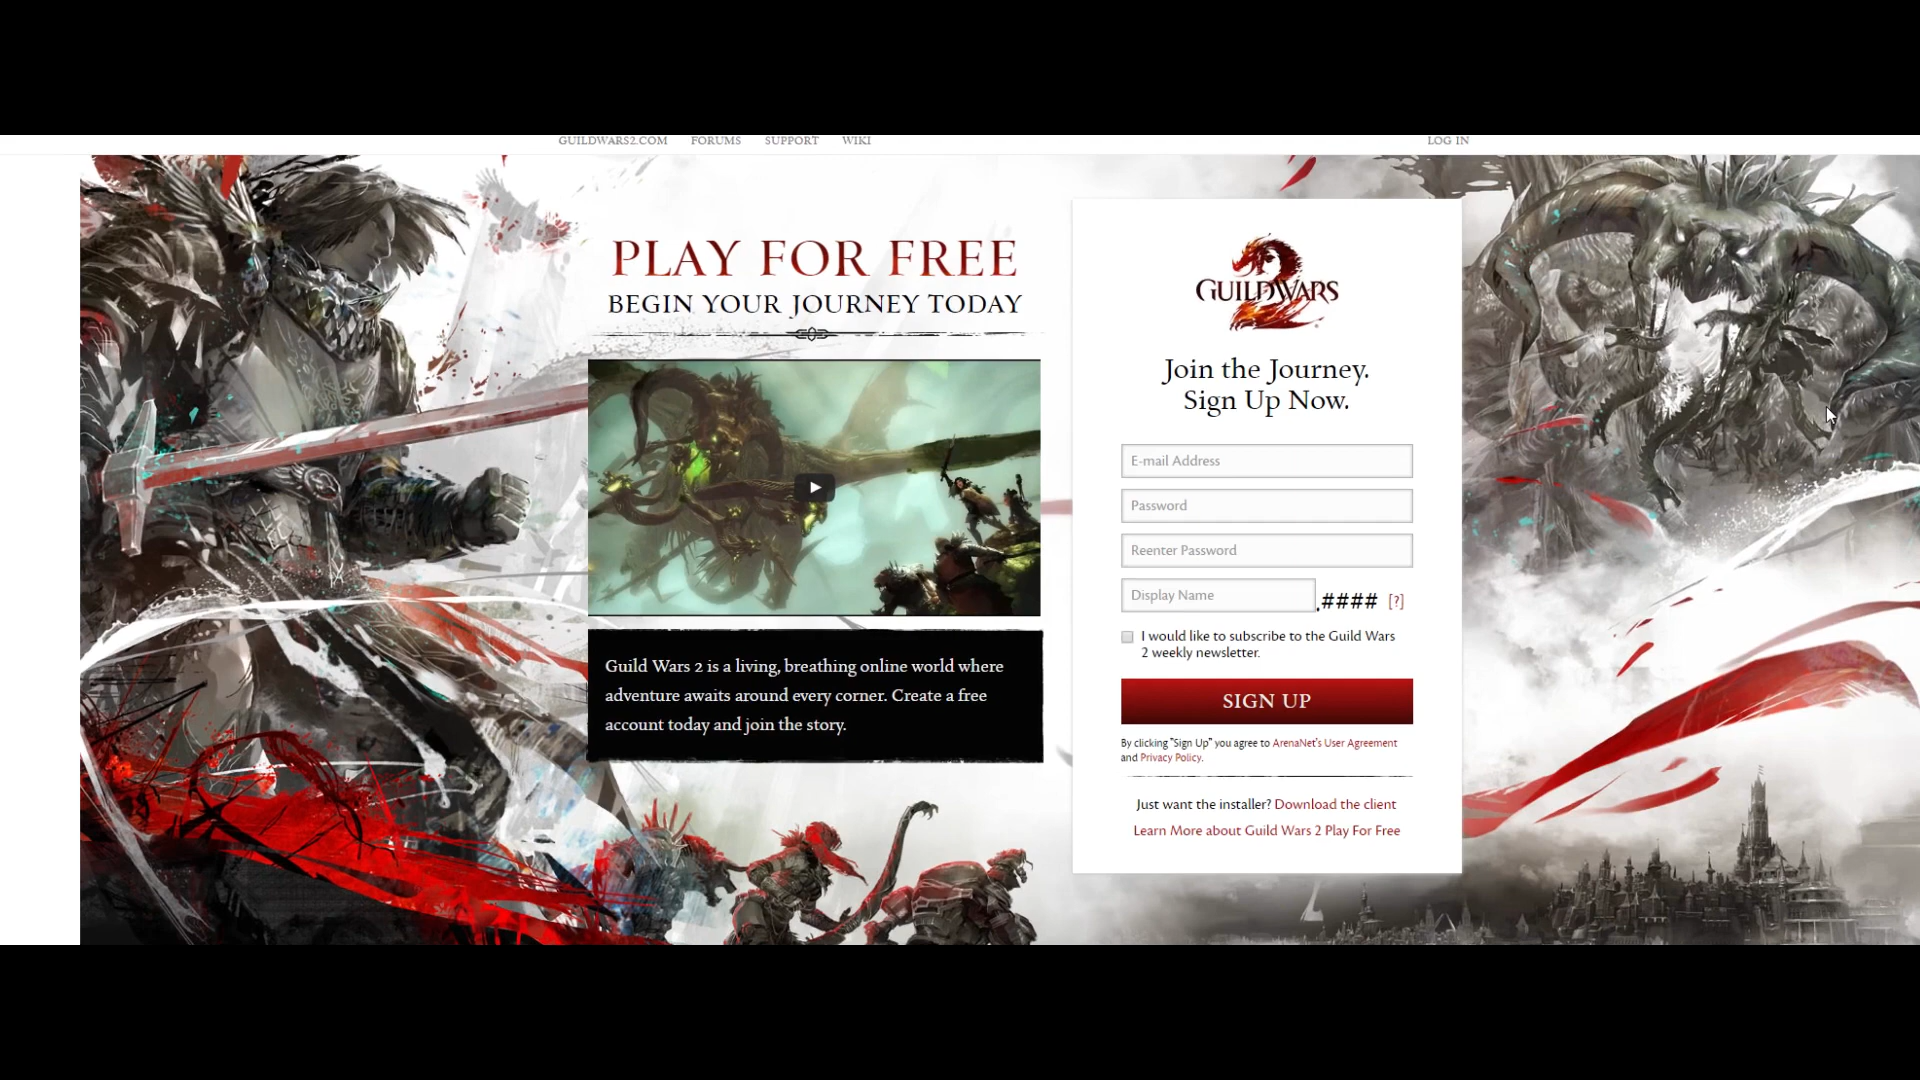 GUILDWARS2.COM FORUMS SUPPORT WIKI LOG IN
PLAY FOR FREE
BEGIN YOUR JOURNEY TODAY
Guild Wars 2 is a living, breathing online world where
adventure awaits around every corner. Create a free
account today and join the story.
GUILD WARS
2
Join the Journey.
Sign Up Now.
E-mail Address
Password
Reenter Password
Display Name .#### [?]
I would like to subscribe to the Guild Wars
2 weekly newsletter.
SIGN UP
By clicking "Sign Up" you agree to ArenaNet's User Agreement
and Privacy Policy.
Just want the installer? Download the client
Learn More about Guild Wars 2 Play For Free